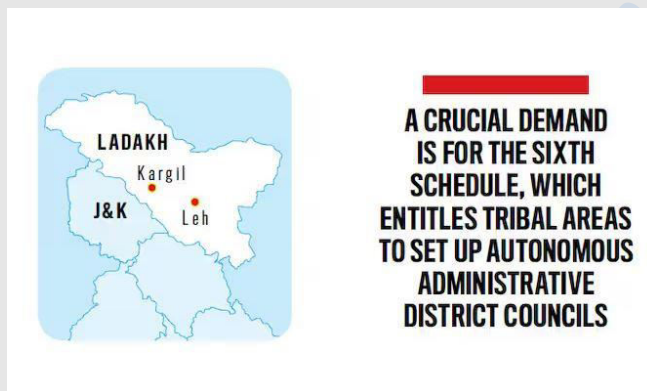 LADAKH
Kargil
J&K
Leh
A CRUCIAL DEMAND
IS FOR THE SIXTH
SCHEDULE, WHICH
ENTITLES TRIBAL AREAS
TO SET UP AUTONOMOUS
ADMINISTRATIVE
DISTRICT COUNCILS